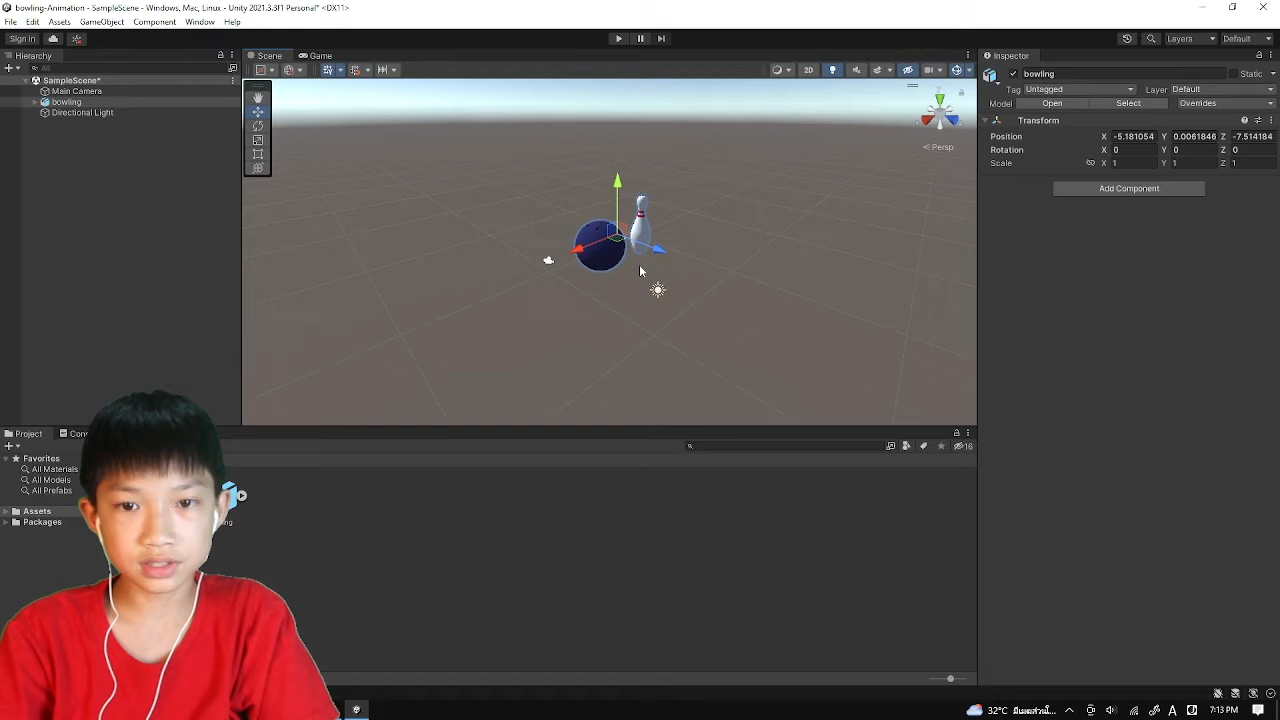 bowling-Animation - SampleScene - Windows, Mac, Linux - Unity 2021.3.3f1 Personal* <DX11>
File Edit Assets GameObject Component Window Help
Sign In Layers Default
Hierarchy Scene Game Inspector
All
SampleScene*
Main Camera
bowling
Directional Light
2D
Persp
bowling Static
Tag Untagged Layer Default
Model Open Select Overrides
Transform
Position X -5.181054 Y 0.0061846 Z -7.514184
Rotation X 0 Y 0 Z 0
Scale X 1 Y 1 Z 1
Add Component
Project
16
Favorites
All Materials
All Models
All Prefabs
Assets
Packages
32°C
A
7:13 PM